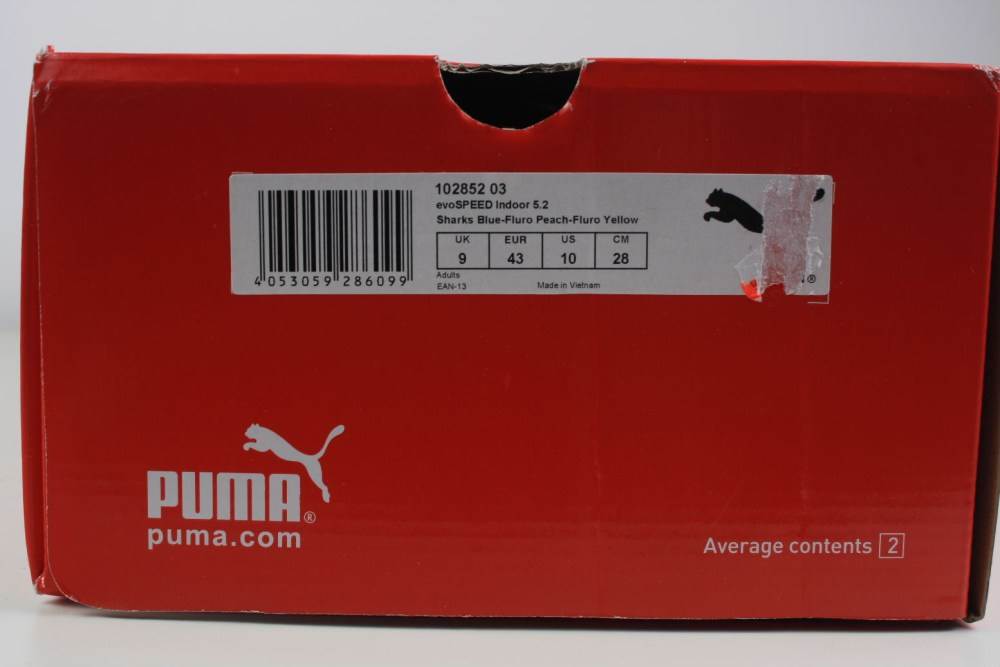 102852 03
evoSPEED Indoor 5.2
Sharks Blue-Fluro Peach-Fluro Yellow
UK EUR US CM
9 43 10 28
Adults
EAN-13 Made in Vietnam
4 053059 286099
®
PUMA®
puma.com
Average contents 2